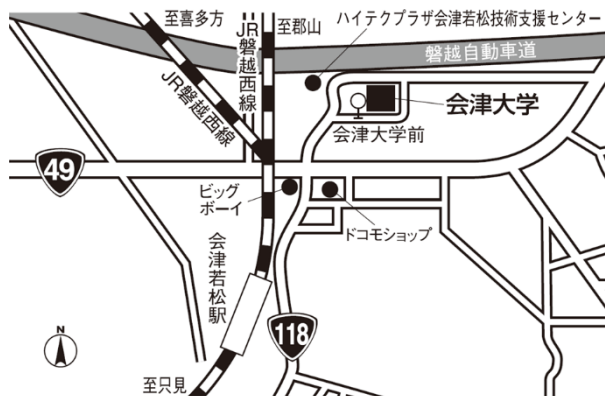 至喜多方
JR磐越西線
至郡山
ハイテクプラザ会津若松技術支援センター
磐越自動車道
JR磐越西線
会津大学
会津大学前
49
ビッグ
ボーイ
ドコモショップ
会津若松駅
118
N
至只見